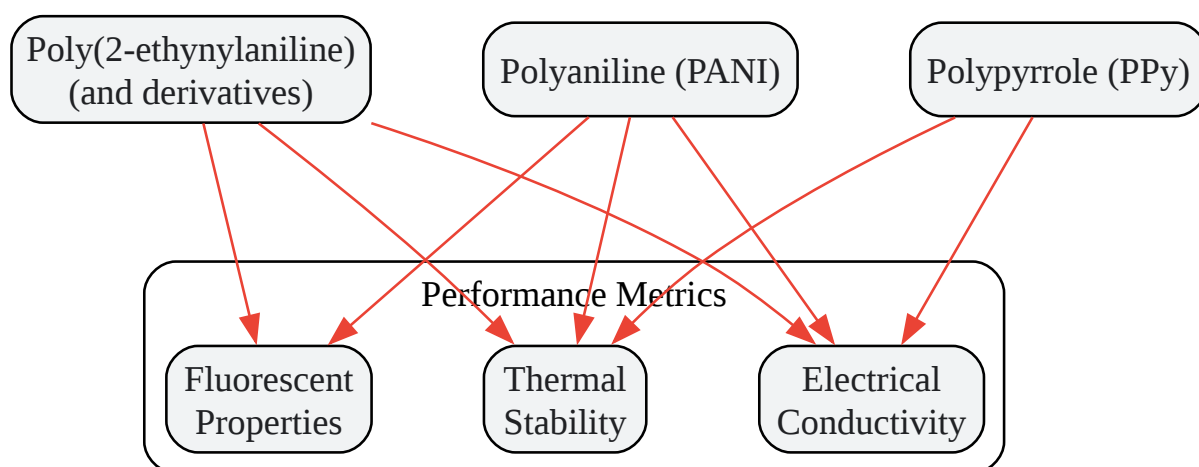 Poly(2-ethynylaniline)
(and derivatives)
Polyaniline (PANI)
Polypyrrole (PPy)
Performance Metrics
Fluorescent
Properties
Thermal
Stability
Electrical
Conductivity